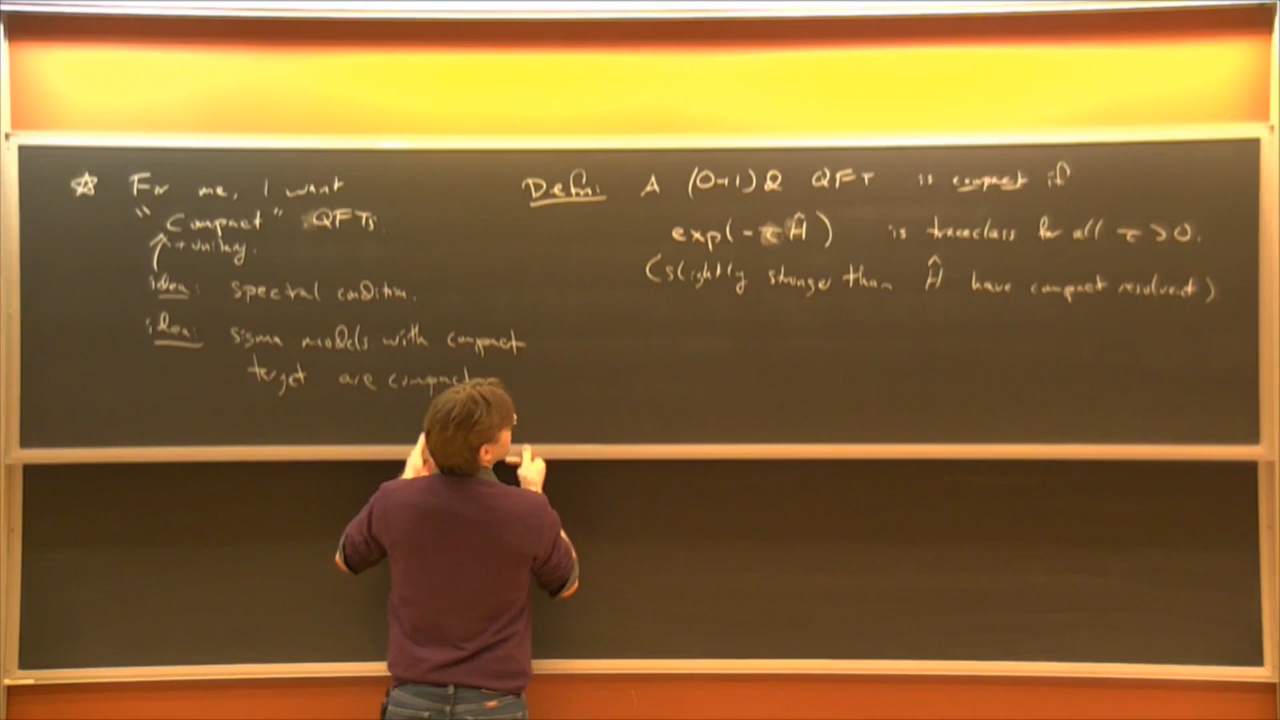 ☆ For me, I want
"Compact" QFTs.
+ unitary.
idea: spectral condition.
idea: sigma models with compact
target are compact
Defn: A (0+1)d QFT is compact if
exp(-τĤ) is traceclass for all τ>0.
(slightly stronger than Ĥ have compact resolvent)